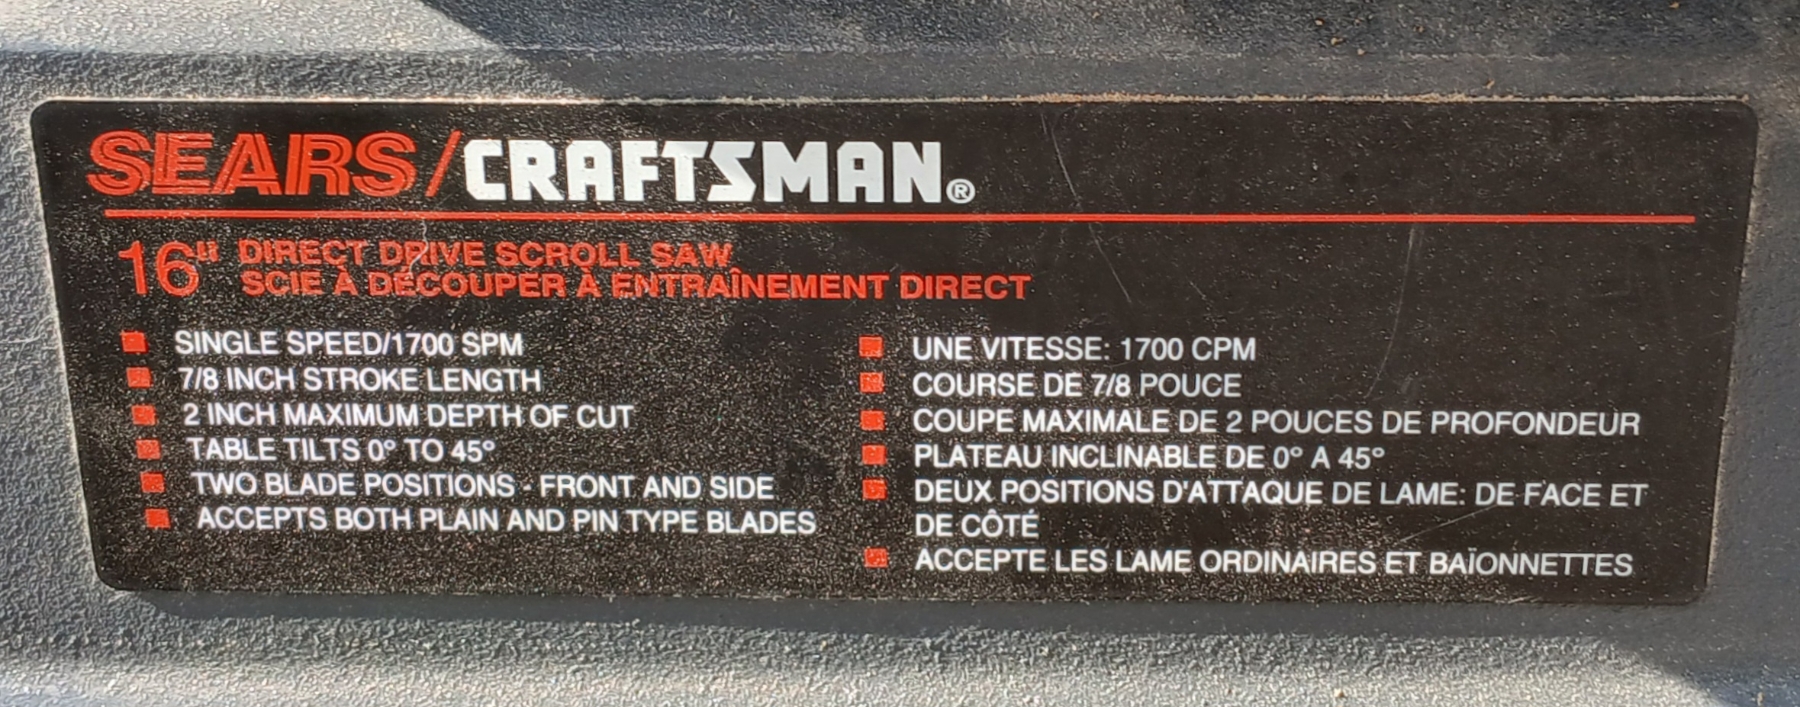 SEARS/CRAFTSMAN®
16" DIRECT DRIVE SCROLL SAW
SCIE À DÉCOUPER À ENTRAÎNEMENT DIRECT
SINGLE SPEED/1700 SPM
7/8 INCH STROKE LENGTH
2 INCH MAXIMUM DEPTH OF CUT
TABLE TILTS 0° TO 45°
TWO BLADE POSITIONS - FRONT AND SIDE
ACCEPTS BOTH PLAIN AND PIN TYPE BLADES
UNE VITESSE: 1700 CPM
COURSE DE 7/8 POUCE
COUPE MAXIMALE DE 2 POUCES DE PROFONDEUR
PLATEAU INCLINABLE DE 0° A 45°
DEUX POSITIONS D'ATTAQUE DE LAME: DE FACE ET
DE CÔTÉ
ACCEPTE LES LAME ORDINAIRES ET BAÏONNETTES